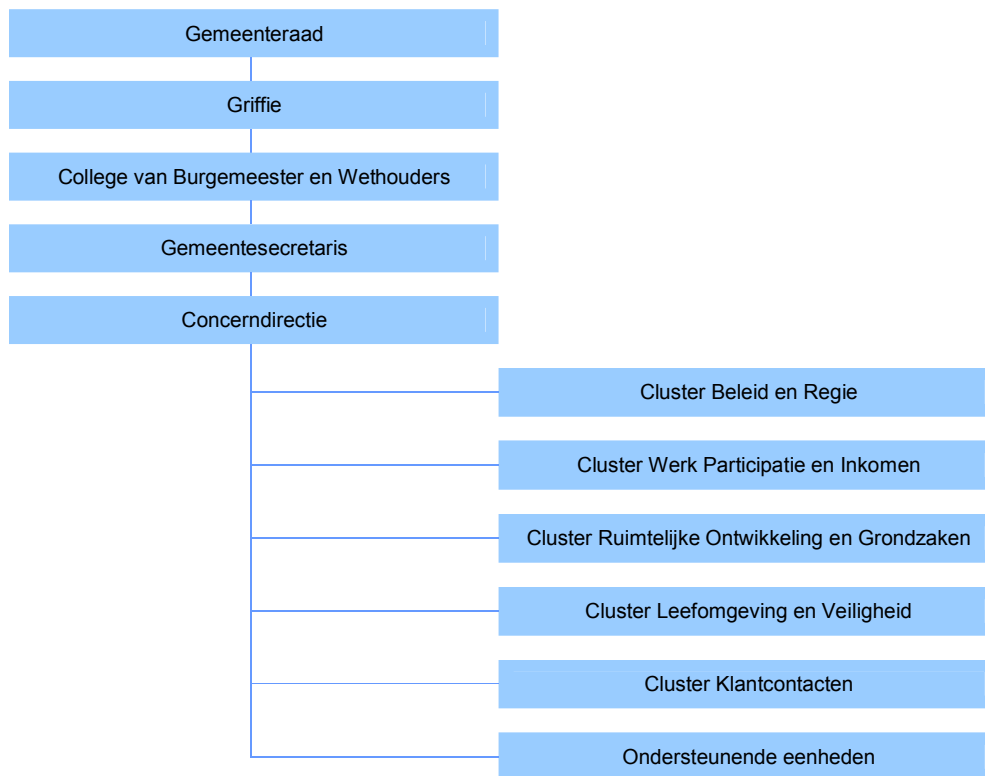 Gemeenteraad
Griffie
College van Burgemeester en Wethouders
Gemeentesecretaris
Concerndirectie
Cluster Beleid en Regie
Cluster Werk Participatie en Inkomen
Cluster Ruimtelijke Ontwikkeling en Grondzaken
Cluster Leefomgeving en Veiligheid
Cluster Klantcontacten
Ondersteunende eenheden